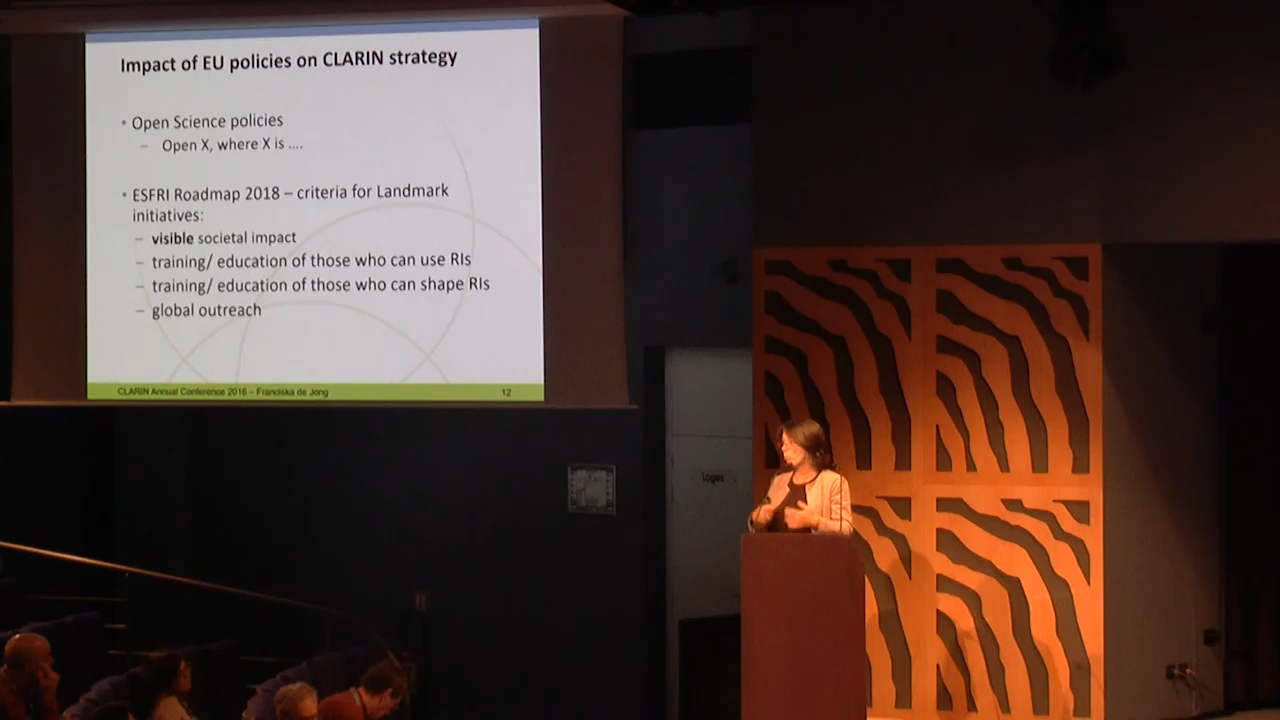 Impact of EU policies on CLARIN strategy
• Open Science policies
– Open X, where X is ....
• ESFRI Roadmap 2018 – criteria for Landmark
initiatives:
– visible societal impact
– training/ education of those who can use RIs
– training/ education of those who can shape RIs
– global outreach
CLARIN Annual Conference 2016 – Franciska de Jong 12
Loges